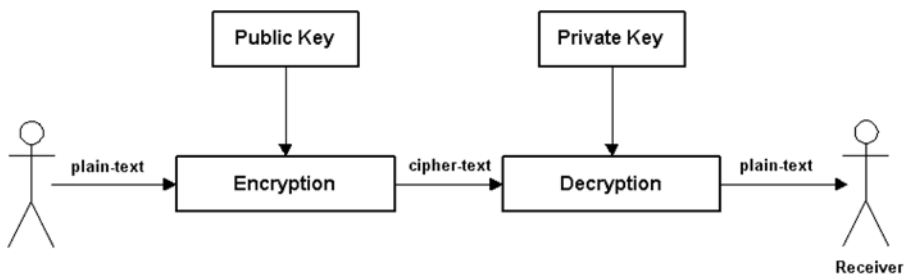 Public Key
Private Key
plain-text
Encryption
cipher-text
Decryption
plain-text
Receiver